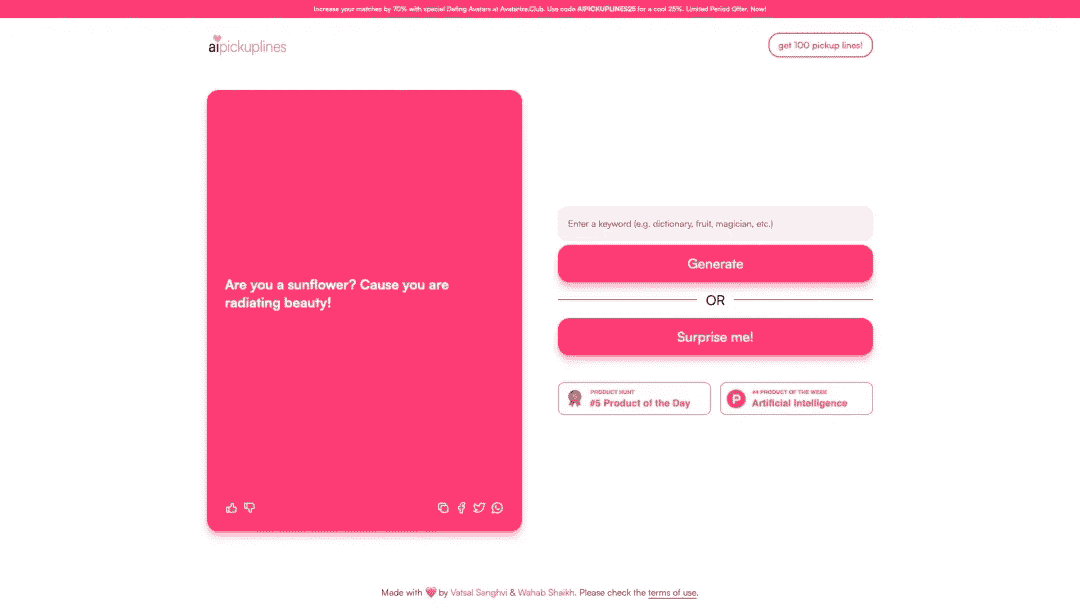 Increase your matches by 70% with special Dating Avatars at Avatarize.Club. Use code AIPICKUPLINES25 for a cool 25%. Limited Period Offer. Now!
aipickuplines
get 100 pickup lines!
Are you a sunflower? Cause you are
radiating beauty!
Enter a keyword (e.g. dictionary, fruit, magician, etc.)
Generate
OR
Surprise me!
PRODUCT HUNT
#5 Product of the Day
#4 PRODUCT OF THE WEEK
Artificial Intelligence
Made with by Vatsal Sanghvi & Wahab Shaikh. Please check the terms of use.